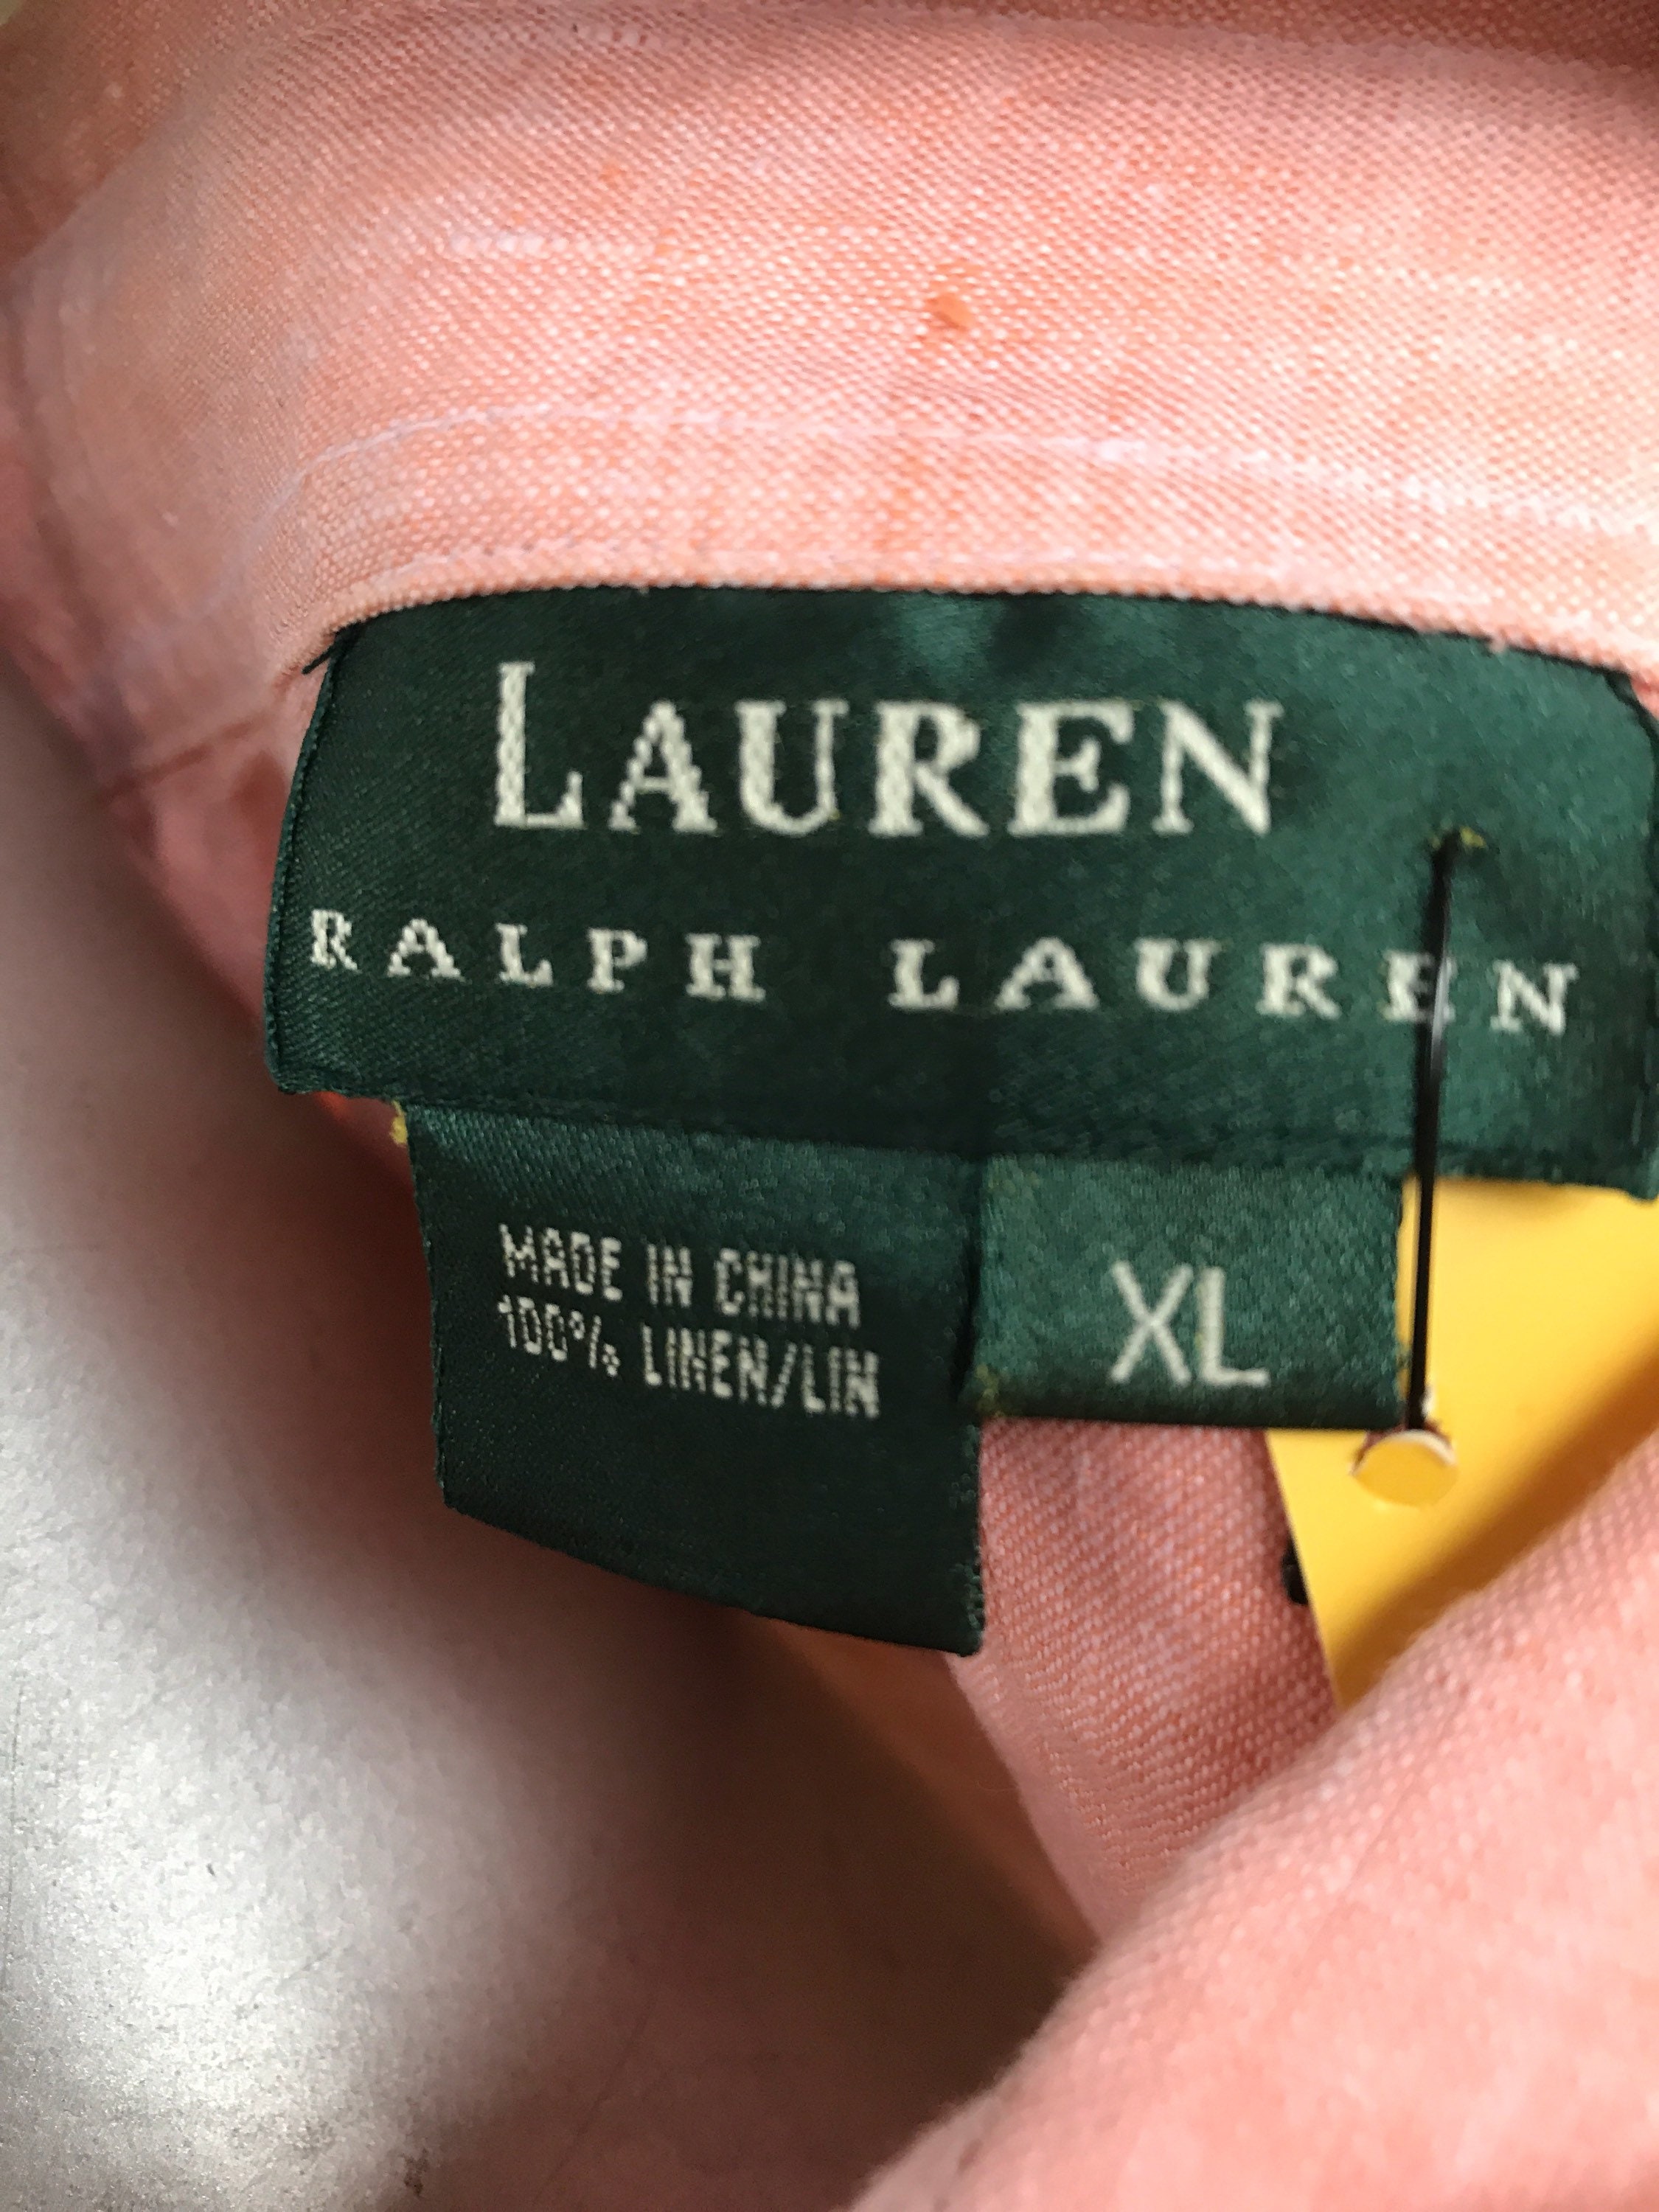 LAUREN
RALPH LAUREN
MADE IN CHINA
100% LINEN/LIN
XL